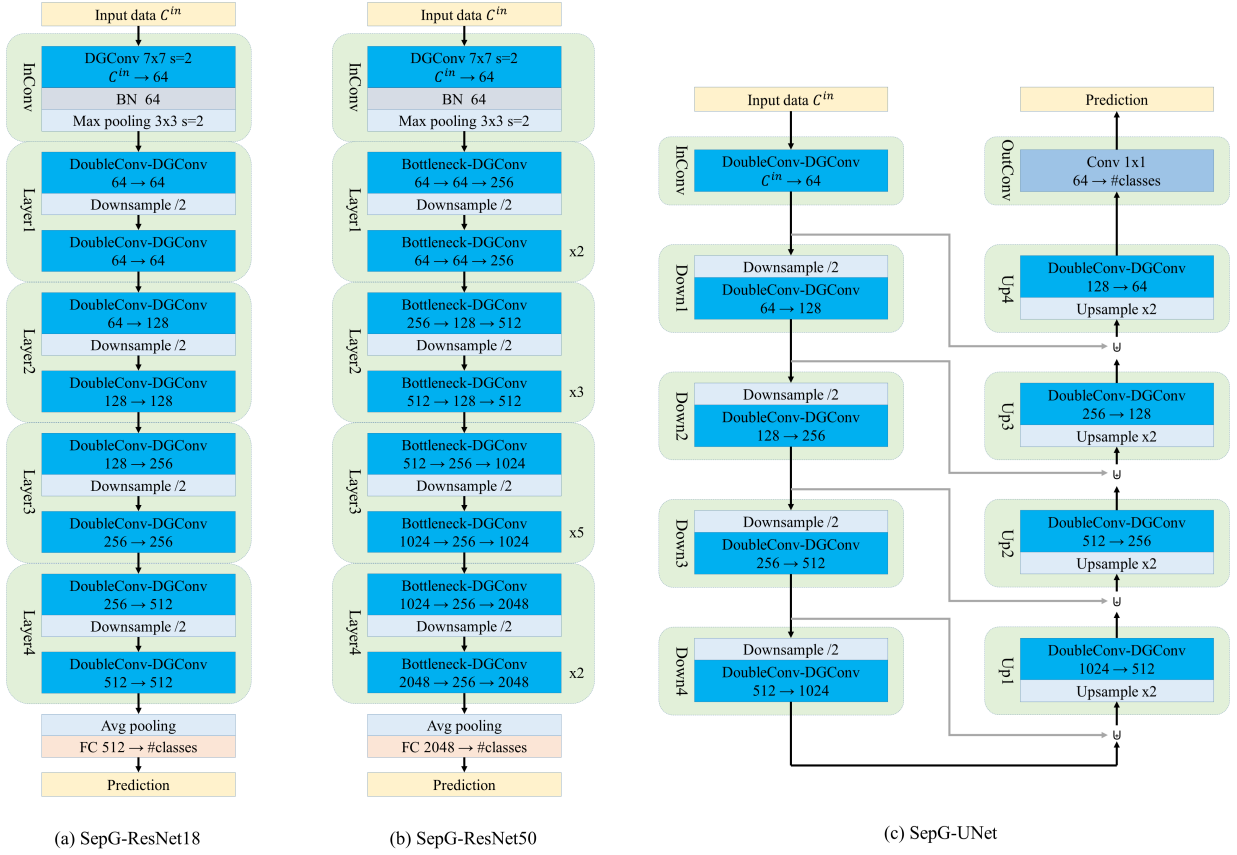 Input data C^in
InConv
DGConv 7x7 s=2
C^in → 64
BN 64
Max pooling 3x3 s=2
Layer1
DoubleConv-DGConv
64 → 64
Downsample /2
DoubleConv-DGConv
64 → 64
Layer2
DoubleConv-DGConv
64 → 128
Downsample /2
DoubleConv-DGConv
128 → 128
Layer3
DoubleConv-DGConv
128 → 256
Downsample /2
DoubleConv-DGConv
256 → 256
Layer4
DoubleConv-DGConv
256 → 512
Downsample /2
DoubleConv-DGConv
512 → 512
Avg pooling
FC 512 → #classes
Prediction
(a) SepG-ResNet18
Input data C^in
InConv
DGConv 7x7 s=2
C^in → 64
BN 64
Max pooling 3x3 s=2
Layer1
Bottleneck-DGConv
64 → 64 → 256
Downsample /2
Bottleneck-DGConv
64 → 64 → 256
x2
Layer2
Bottleneck-DGConv
256 → 128 → 512
Downsample /2
Bottleneck-DGConv
512 → 128 → 512
x3
Layer3
Bottleneck-DGConv
512 → 256 → 1024
Downsample /2
Bottleneck-DGConv
1024 → 256 → 1024
x5
Layer4
Bottleneck-DGConv
1024 → 256 → 2048
Downsample /2
Bottleneck-DGConv
2048 → 256 → 2048
x2
Avg pooling
FC 2048 → #classes
Prediction
(b) SepG-ResNet50
Input data C^in
InConv
DoubleConv-DGConv
C^in → 64
Down1
Downsample /2
DoubleConv-DGConv
64 → 128
Down2
Downsample /2
DoubleConv-DGConv
128 → 256
Down3
Downsample /2
DoubleConv-DGConv
256 → 512
Down4
Downsample /2
DoubleConv-DGConv
512 → 1024
Prediction
OutConv
Conv 1x1
64 → #classes
Up4
DoubleConv-DGConv
128 → 64
Upsample x2
⊎
Up3
DoubleConv-DGConv
256 → 128
Upsample x2
⊎
Up2
DoubleConv-DGConv
512 → 256
Upsample x2
⊎
Up1
DoubleConv-DGConv
1024 → 512
Upsample x2
⊎
(c) SepG-UNet